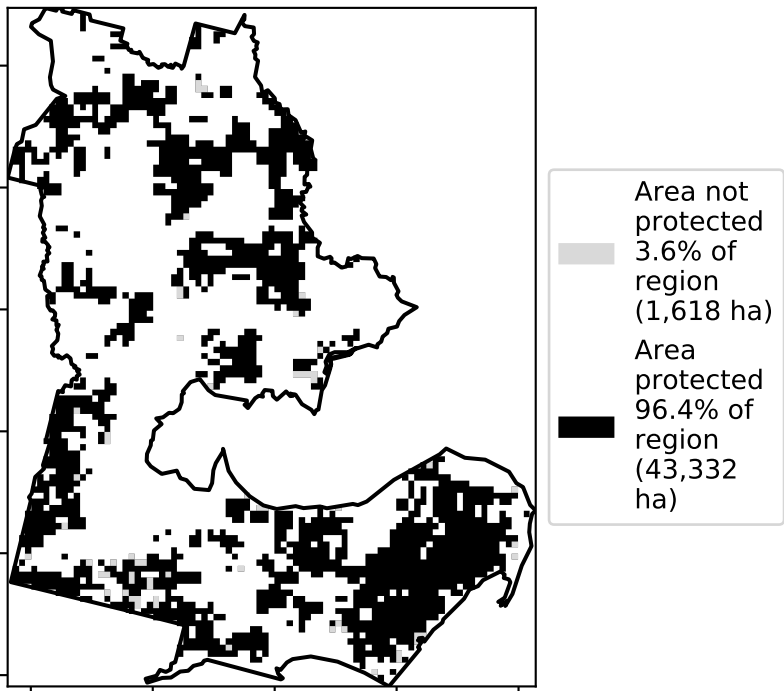 Area not
protected
3.6% of
region
(1,618 ha)
Area
protected
96.4% of
region
(43,332
ha)